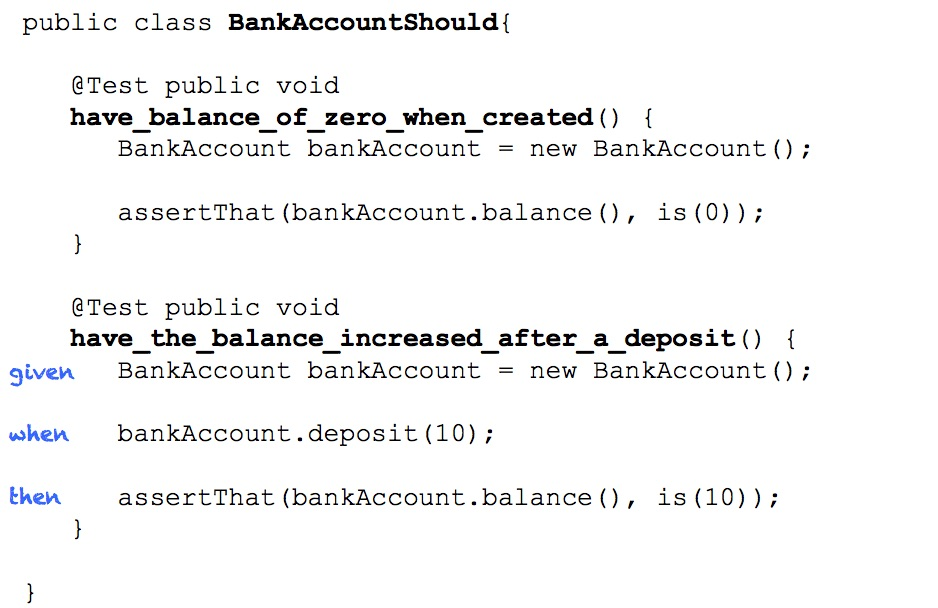 public class BankAccountShould{
@Test public void
have_balance_of_zero_when_created() {
BankAccount bankAccount = new BankAccount();
assertThat(bankAccount.balance(), is(0));
}
@Test public void
have_the_balance_increased_after_a_deposit() {
given BankAccount bankAccount = new BankAccount();
when bankAccount.deposit(10);
then assertThat(bankAccount.balance(), is(10));
}
}